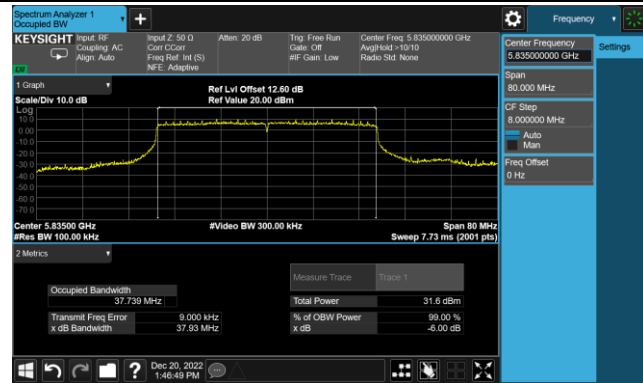 Spectrum Analyzer 1
Occupied BW
Frequency
KEYSIGHT
Input: RF
Coupling: AC
Align: Auto
Input Z: 50 Ω
Corr CCorr
Freq Ref: Int (S)
NFE: Adaptive
Atten: 20 dB
Trig: Free Run
Gate: Off
#IF Gain: Low
Center Freq: 5.835000000 GHz
Avg|Hold:>10/10
Radio Std: None
Center Frequency
5.835000000 GHz
Settings
Span
80.000 MHz
CF Step
8.000000 MHz
Auto
Man
Freq Offset
0 Hz
1 Graph
Scale/Div 10.0 dB
Ref Lvl Offset 12.60 dB
Ref Value 20.00 dBm
Log
10.0
0.00
-10.0
-20.0
-30.0
-40.0
-50.0
-60.0
-70.0
Center 5.83500 GHz
#Res BW 100.00 kHz
#Video BW 300.00 kHz
Span 80 MHz
Sweep 7.73 ms (2001 pts)
2 Metrics
Measure Trace Trace 1
Occupied Bandwidth
37.739 MHz
Total Power 31.6 dBm
Transmit Freq Error 9.000 kHz
% of OBW Power 99.00 %
x dB Bandwidth 37.93 MHz
x dB -6.00 dB
?
Dec 20, 2022
1:46:49 PM